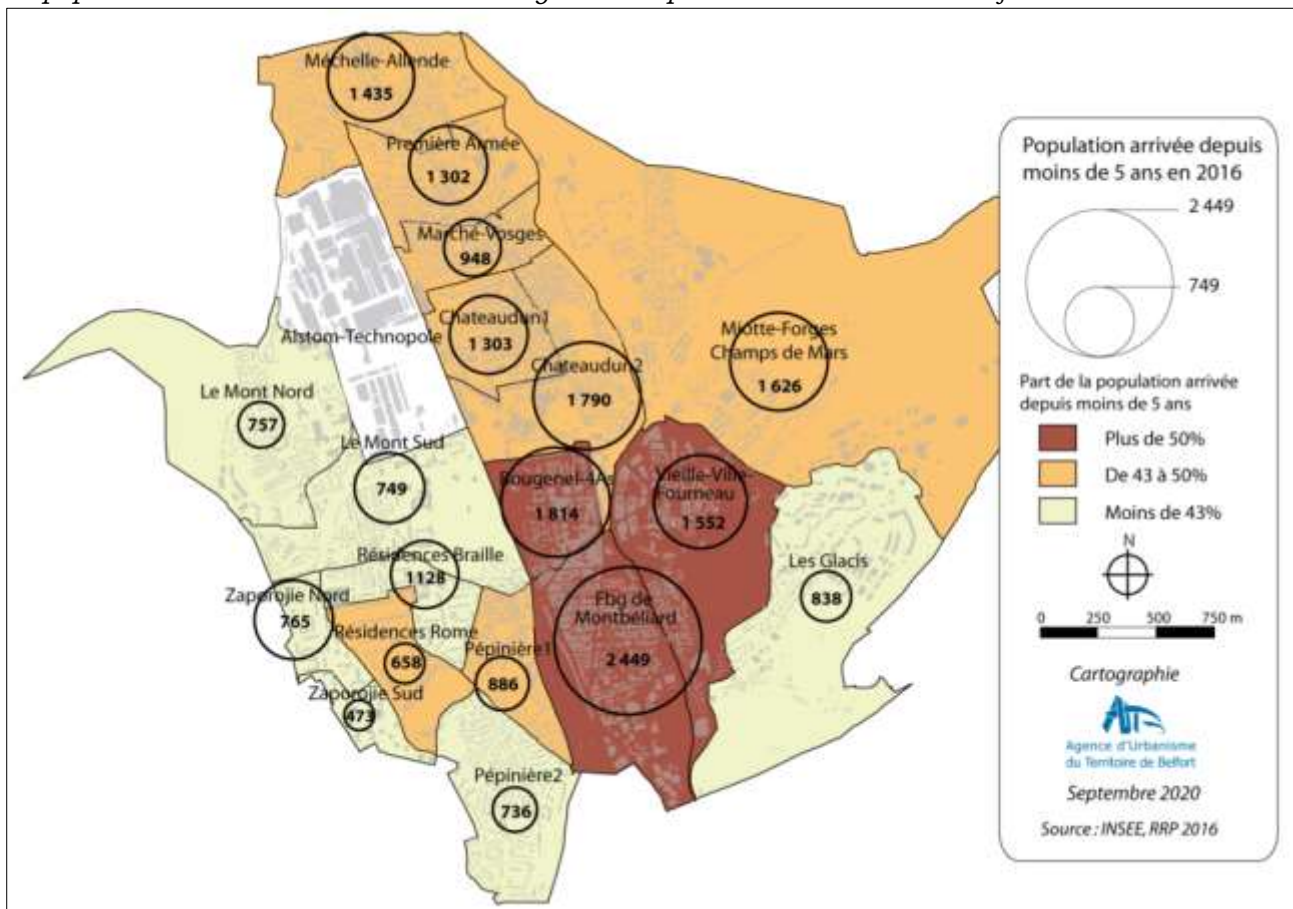 Méchelle-Allende
1 435
Première Armée
1 302
Marché-Vosges
948
Chateaudun1
1 303
Alstom-Technopole
Chateaudun2
1 790
Miotte-Forges
Champs de Mars
1 626
Le Mont Nord
757
Le Mont Sud
749
Bougenel-4As
1 814
Vieille-Ville-
Fourneau
1 552
Résidences Braille
1128
Les Glacis
838
Zaporojie Nord
765
Fbg de
Montbéliard
2 449
Résidences Rome
658
Pépinière1
886
Zaporojie Sud
473
Pépinière2
736
Population arrivée depuis
moins de 5 ans en 2016
2 449
749
Part de la population arrivée
depuis moins de 5 ans
Plus de 50%
De 43 à 50%
Moins de 43%
N
0 250 500 750 m
Cartographie
Agence d'Urbanisme
du Territoire de Belfort
Septembre 2020
Source : INSEE, RRP 2016